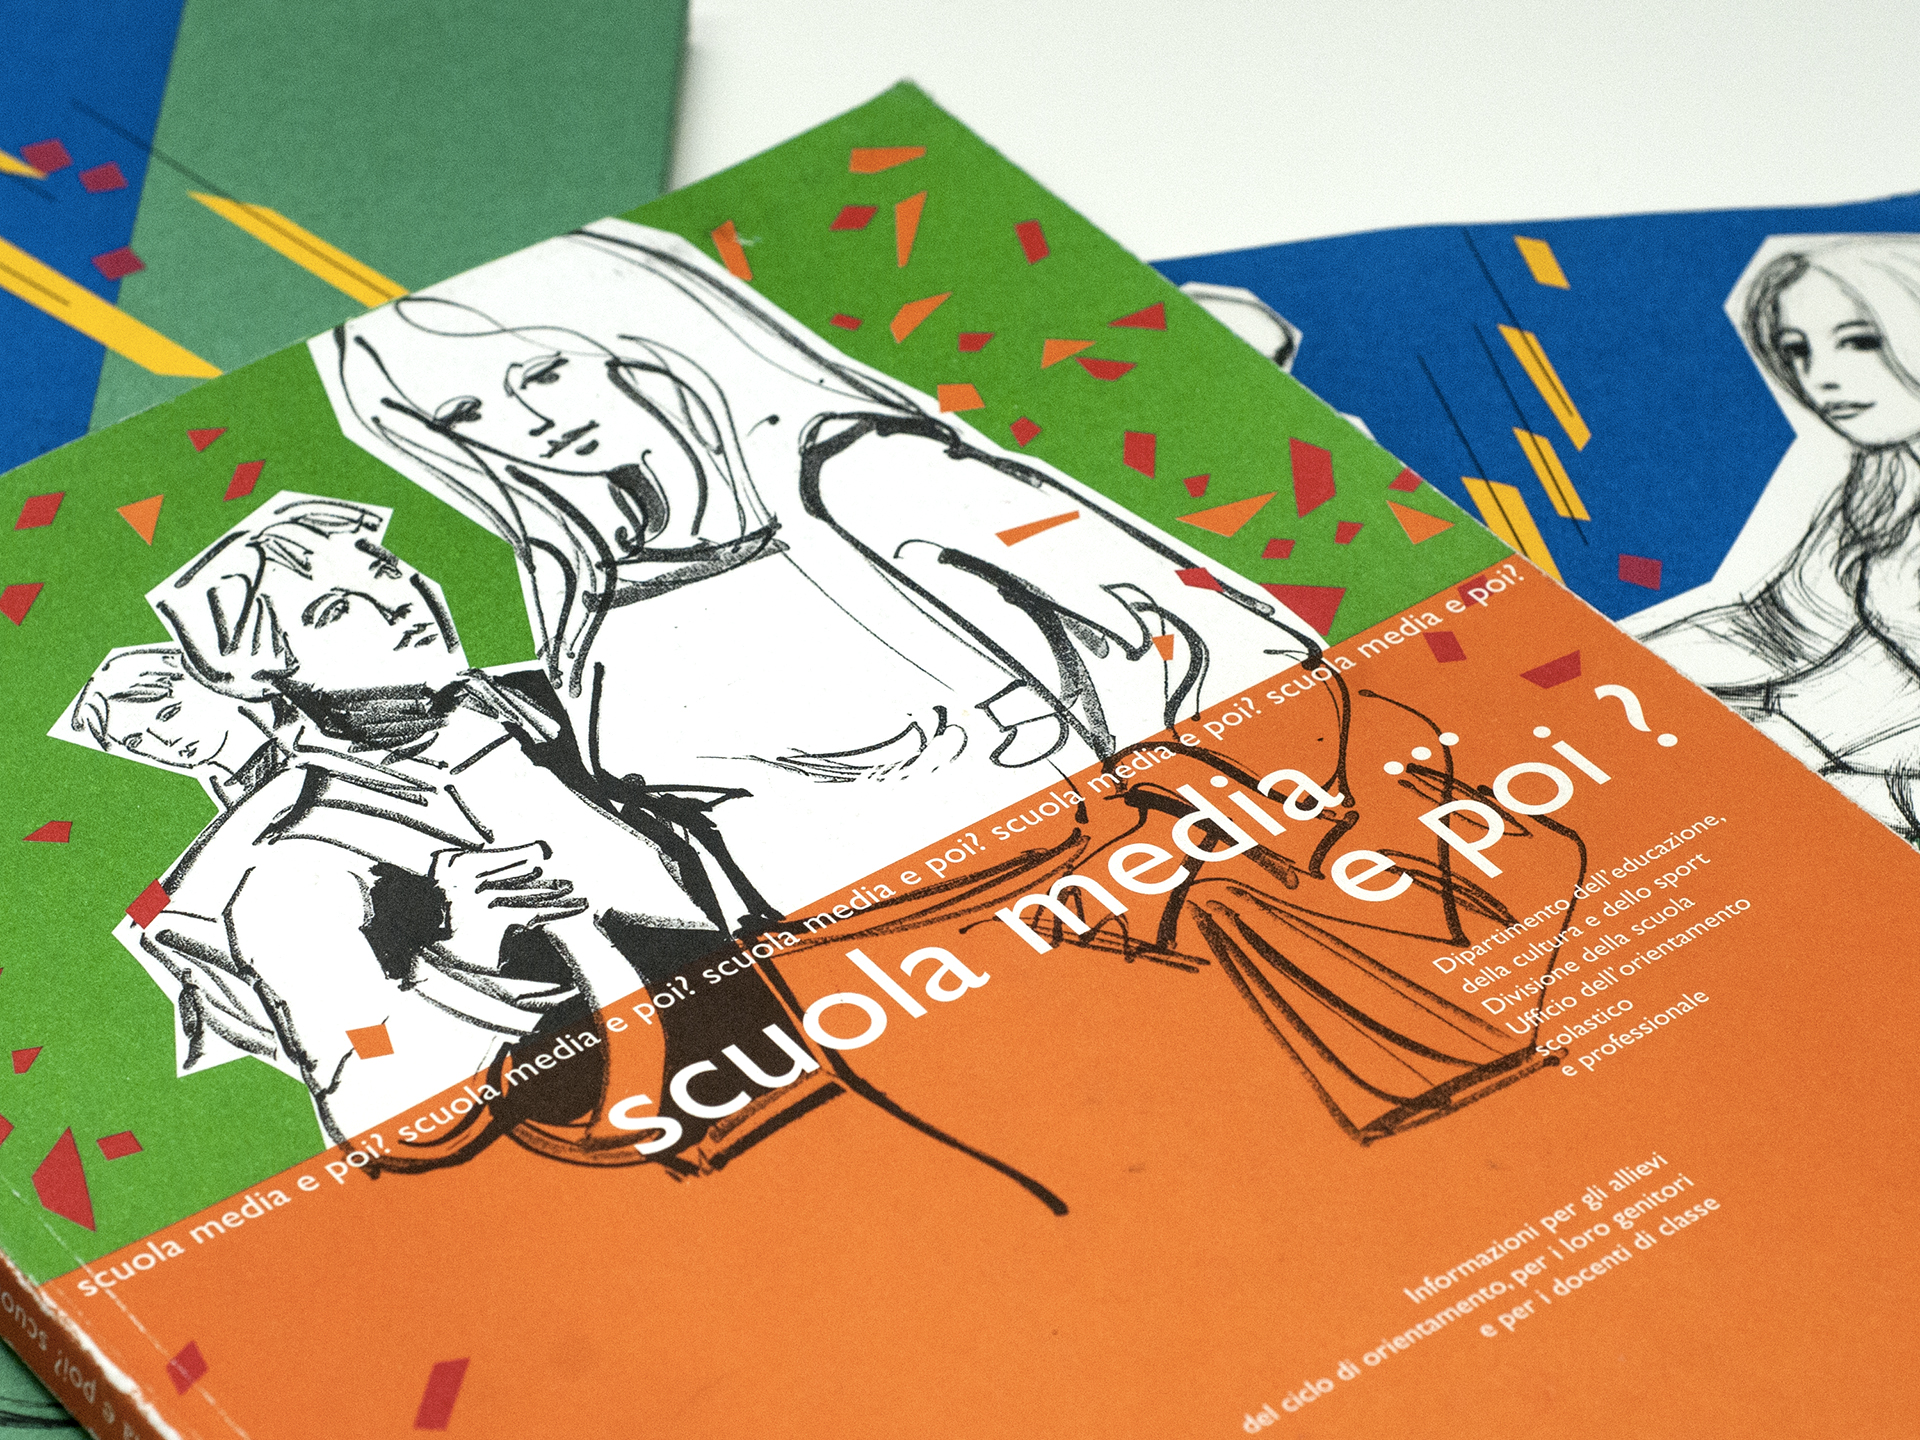 scuola media e poi? scuola media e poi? scuola media e poi? scuola media e poi? scuola media e poi?
scuola media ...
e poi ?
Dipartimento dell'educazione,
della cultura e dello sport
Divisione della scuola
Ufficio dell'orientamento
scolastico
e professionale
Informazioni per gli allievi
del ciclo di orientamento, per i loro genitori
e per i docenti di classe
e poi? scuo